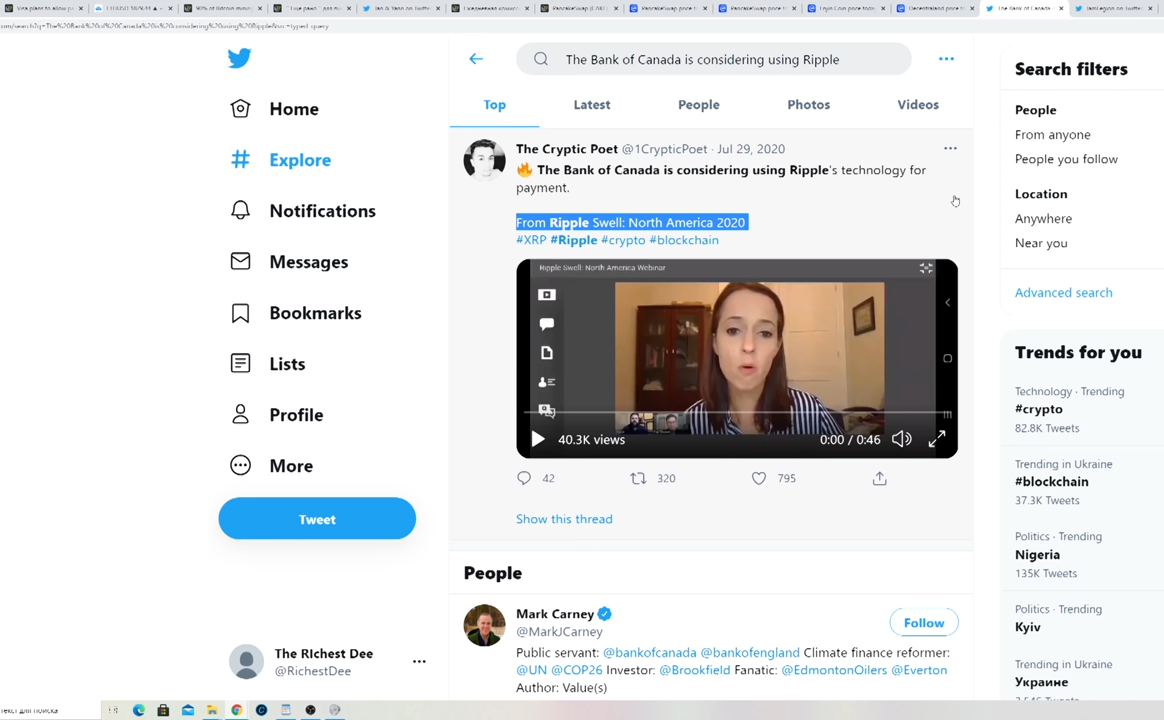 The Bank of Canada is considering using Ripple
Top Latest People Photos Videos
Home
Explore
Notifications
Messages
Bookmarks
Lists
Profile
More
Tweet
The RIchest Dee
@RichestDee
The Cryptic Poet @1CrypticPoet · Jul 29, 2020
🔥 The Bank of Canada is considering using Ripple's technology for
payment.
From Ripple Swell: North America 2020
#XRP #Ripple #crypto #blockchain
Ripple Swell: North America Webinar
40.3K views 0:00 / 0:46
42 320 795
Show this thread
People
Mark Carney
@MarkJCarney
Follow
Public servant: @bankofcanada @bankofengland Climate finance reformer:
@UN @COP26 Investor: @Brookfield Fanatic: @EdmontonOilers @Everton
Author: Value(s)
Search filters
People
From anyone
People you follow
Location
Anywhere
Near you
Advanced search
Trends for you
Technology · Trending
#crypto
82.8K Tweets
Trending in Ukraine
#blockchain
37.3K Tweets
Politics · Trending
Nigeria
135K Tweets
Politics · Trending
Kyiv
Trending in Ukraine
Украине
текст для поиска